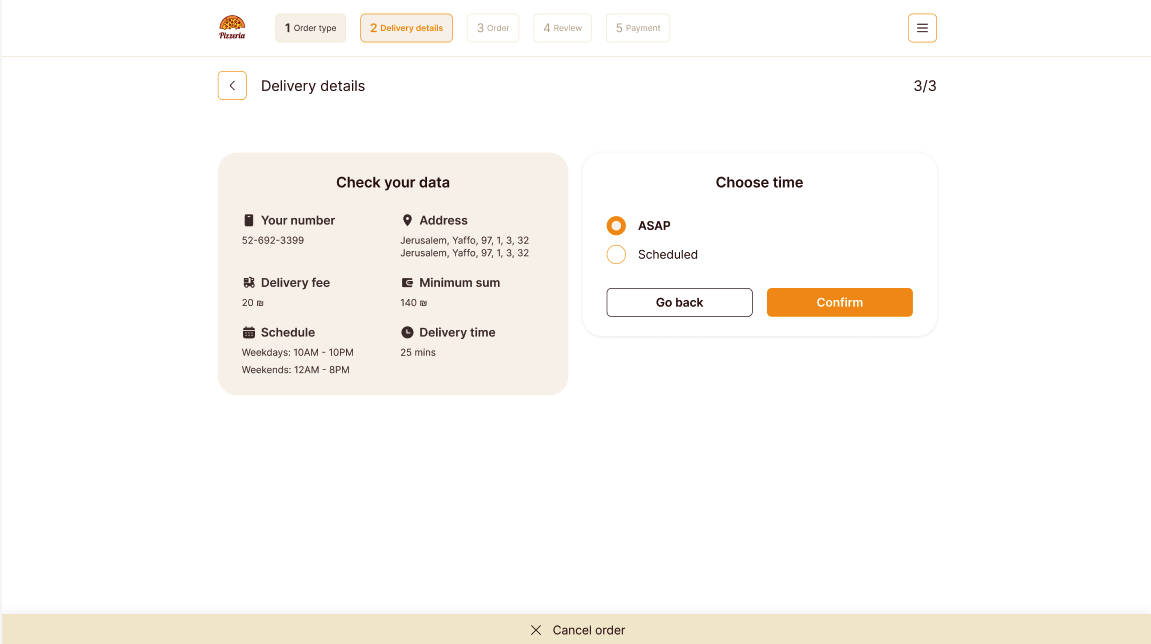 Pizzeria
1 Order type
2 Delivery details
3 Order
4 Review
5 Payment
Delivery details
3/3
Check your data
Your number
52-692-3399
Address
Jerusalem, Yaffo, 97, 1, 3, 32
Jerusalem, Yaffo, 97, 1, 3, 32
Delivery fee
20 ₪
Minimum sum
140 ₪
Schedule
Weekdays: 10AM - 10PM
Weekends: 12AM - 8PM
Delivery time
25 mins
Choose time
ASAP
Scheduled
Go back
Confirm
Cancel order